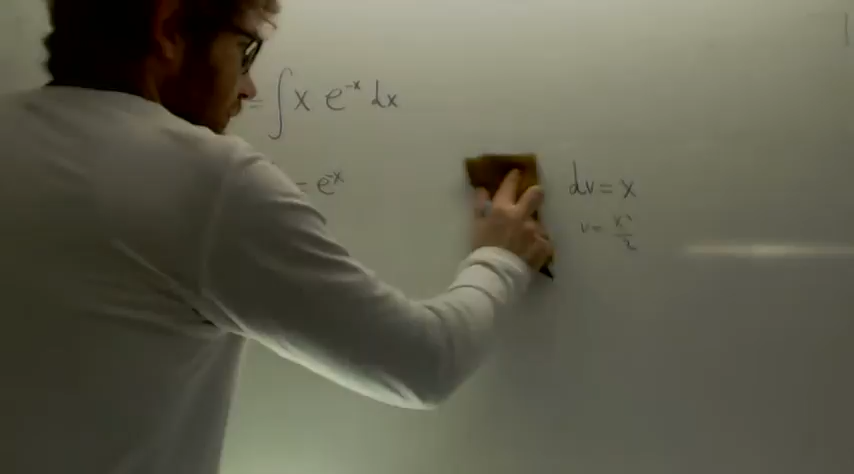 = ∫ x e^-x dx
= e^-x dv = x
v = x²/2